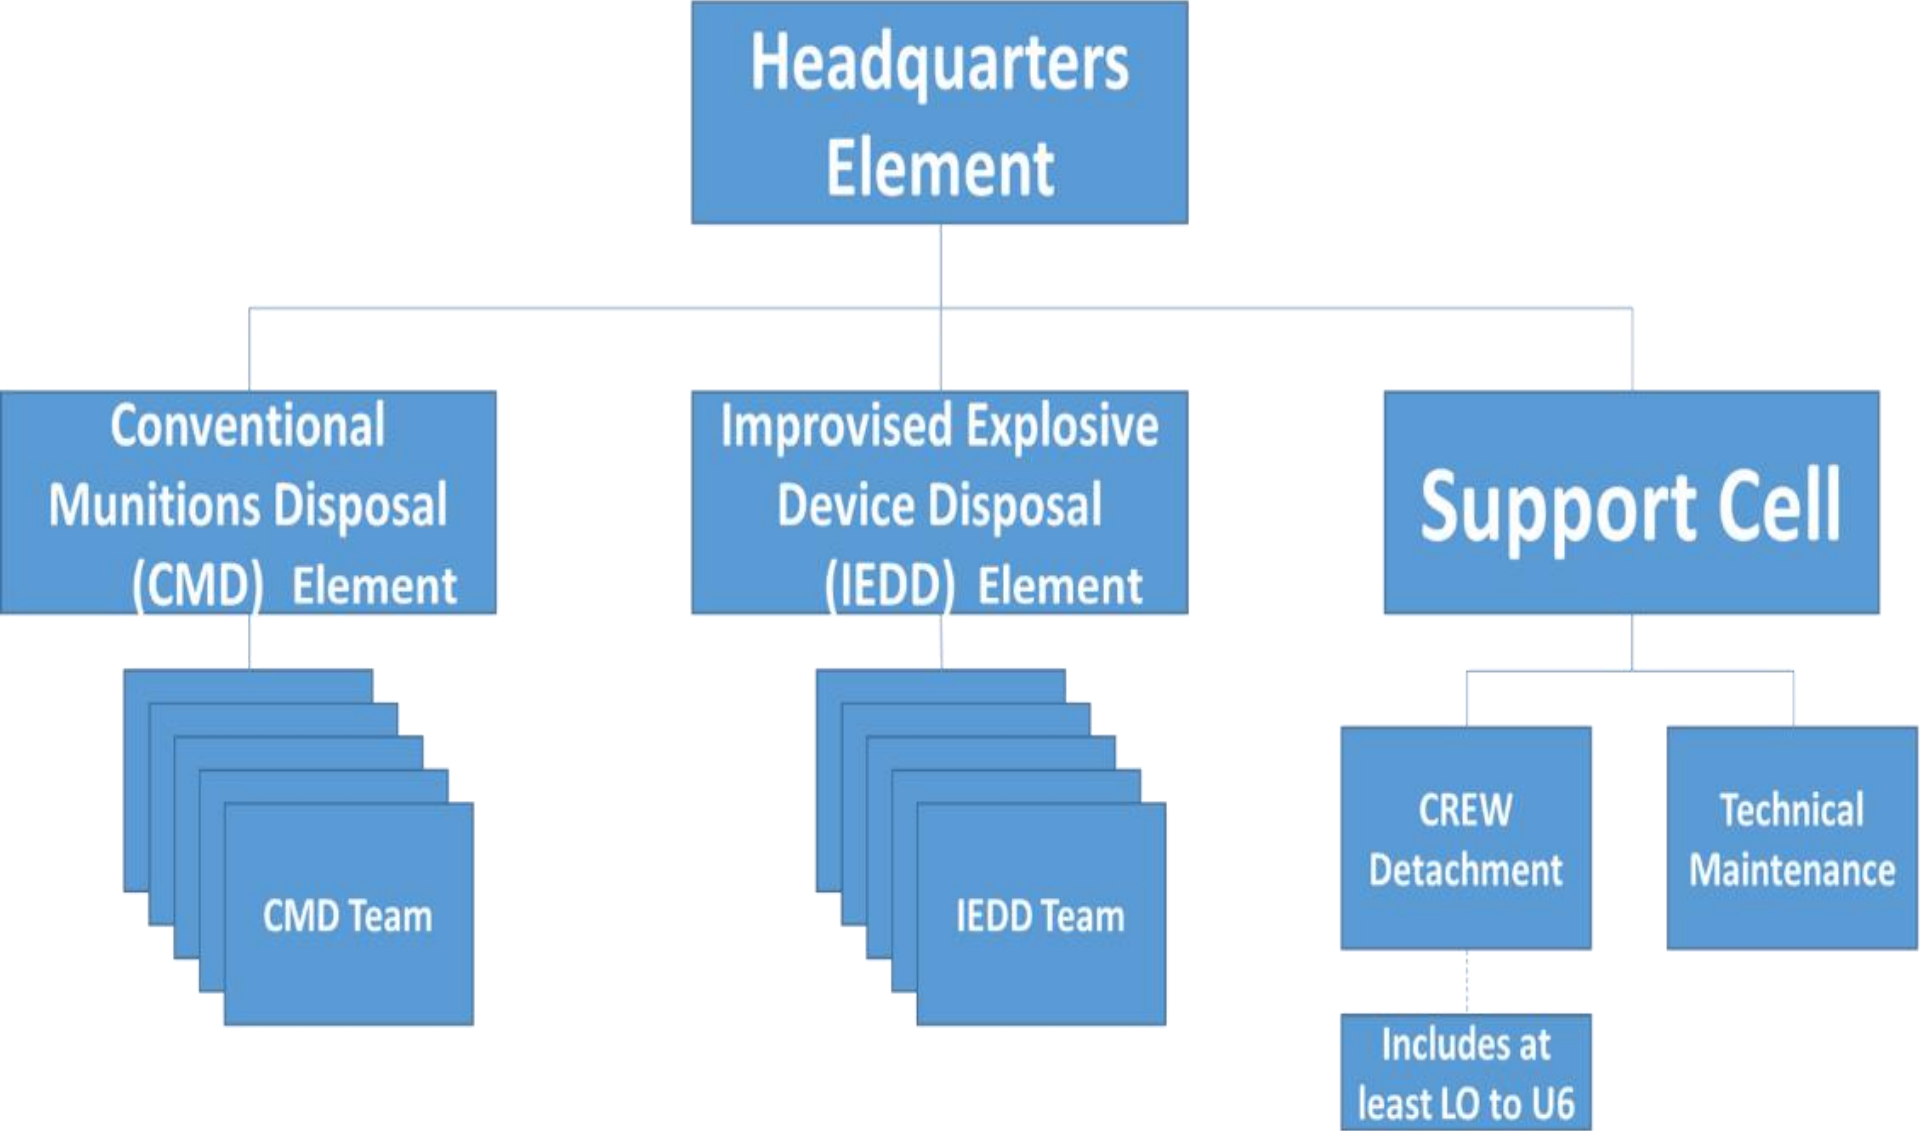 Headquarters
Element
Conventional
Munitions Disposal
(CMD) Element
Improvised Explosive
Device Disposal
(IEDD) Element
Support Cell
CMD Team
IEDD Team
CREW
Detachment
Technical
Maintenance
Includes at
least LO to U6